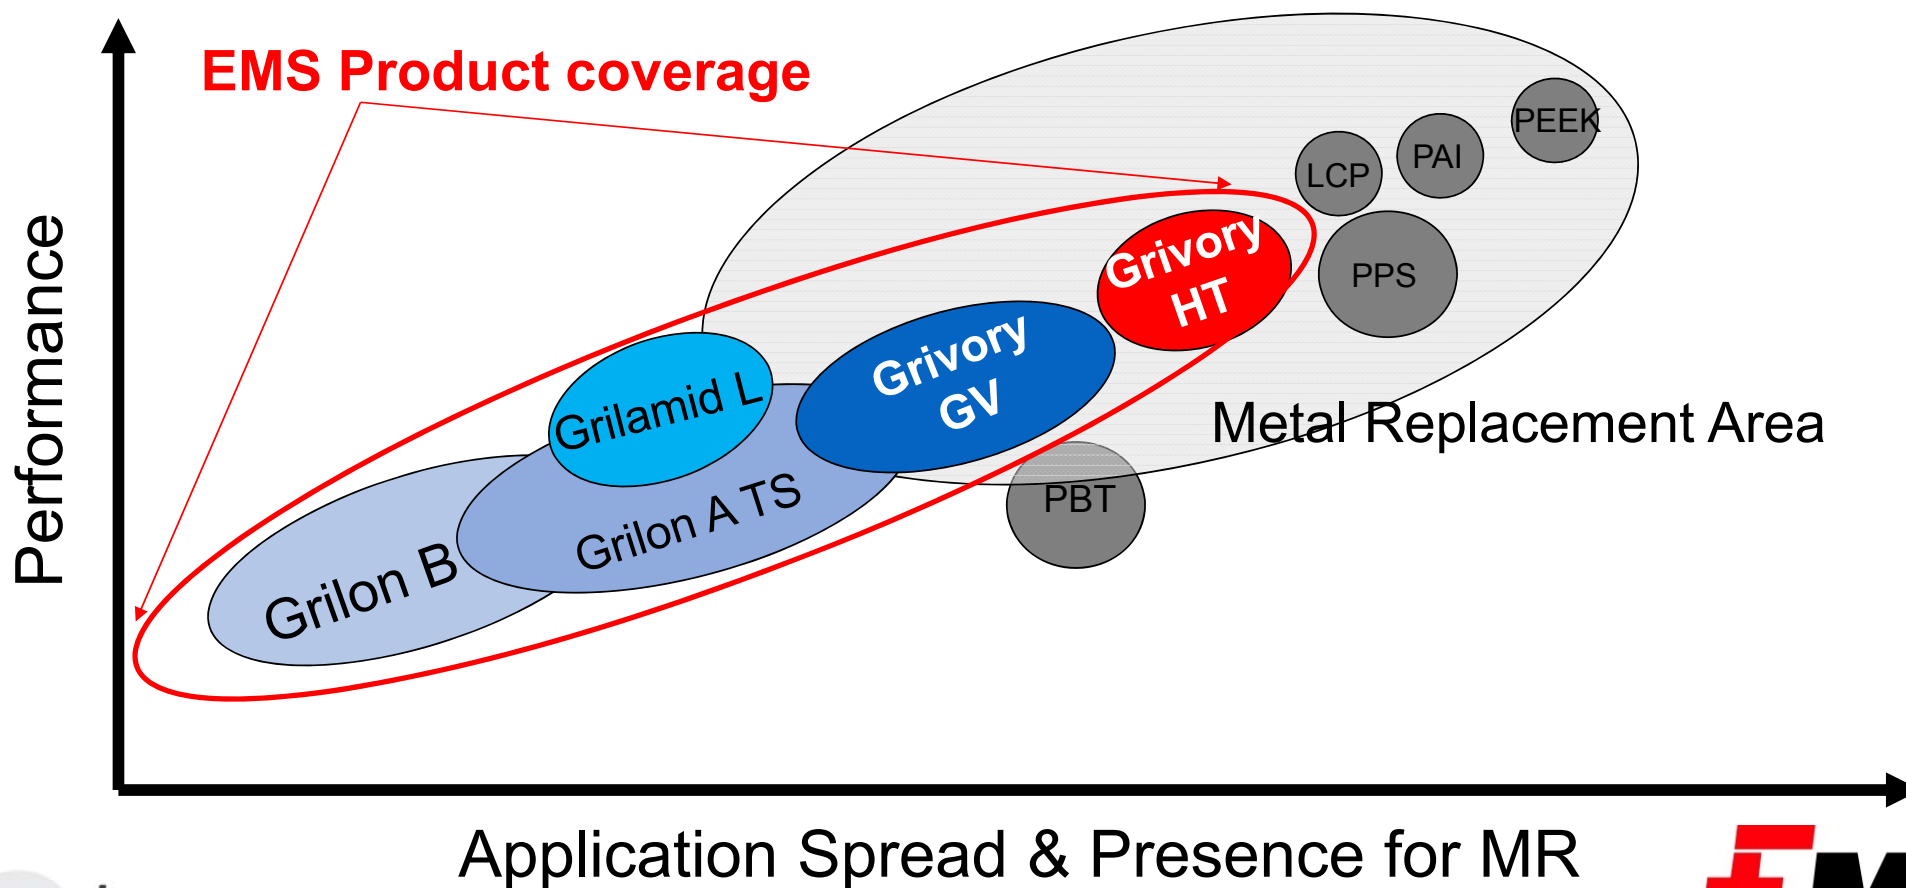 EMS Product coverage
PEEK
PAI
LCP
PPS
Grivory
HT
Grivory
GV
Grilamid L
Metal Replacement Area
PBT
Grilon A TS
Grilon B
Performance
Application Spread & Presence for MR